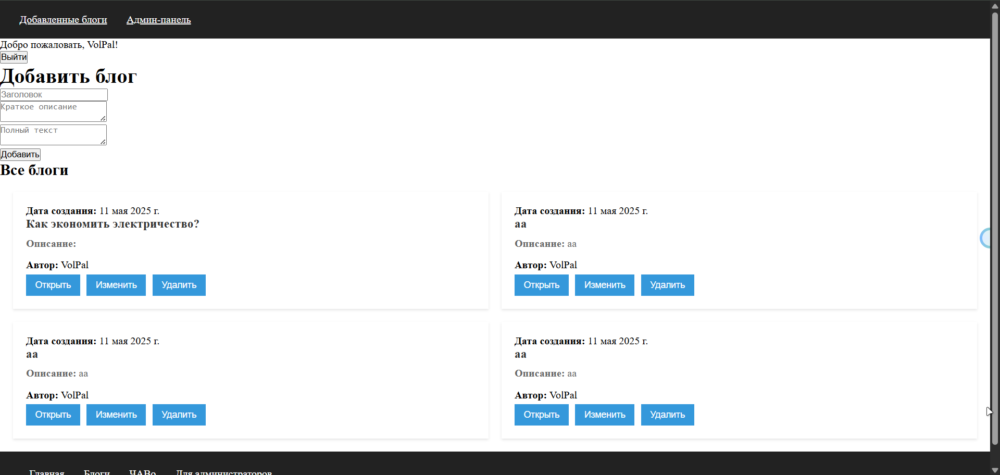 Добавленные блоги Админ-панель
Добро пожаловать, VolPal!
Выйти
Добавить блог
Заголовок
Краткое описание
Полный текст
Добавить
Все блоги
Дата создания: 11 мая 2025 г.
Как экономить электричество?
Описание:
Автор: VolPal
Открыть Изменить Удалить
Дата создания: 11 мая 2025 г.
аа
Описание: аа
Автор: VolPal
Открыть Изменить Удалить
Дата создания: 11 мая 2025 г.
аа
Описание: аа
Автор: VolPal
Открыть Изменить Удалить
Дата создания: 11 мая 2025 г.
аа
Описание: аа
Автор: VolPal
Открыть Изменить Удалить
Главная Блоги ЧАВо Для администраторов